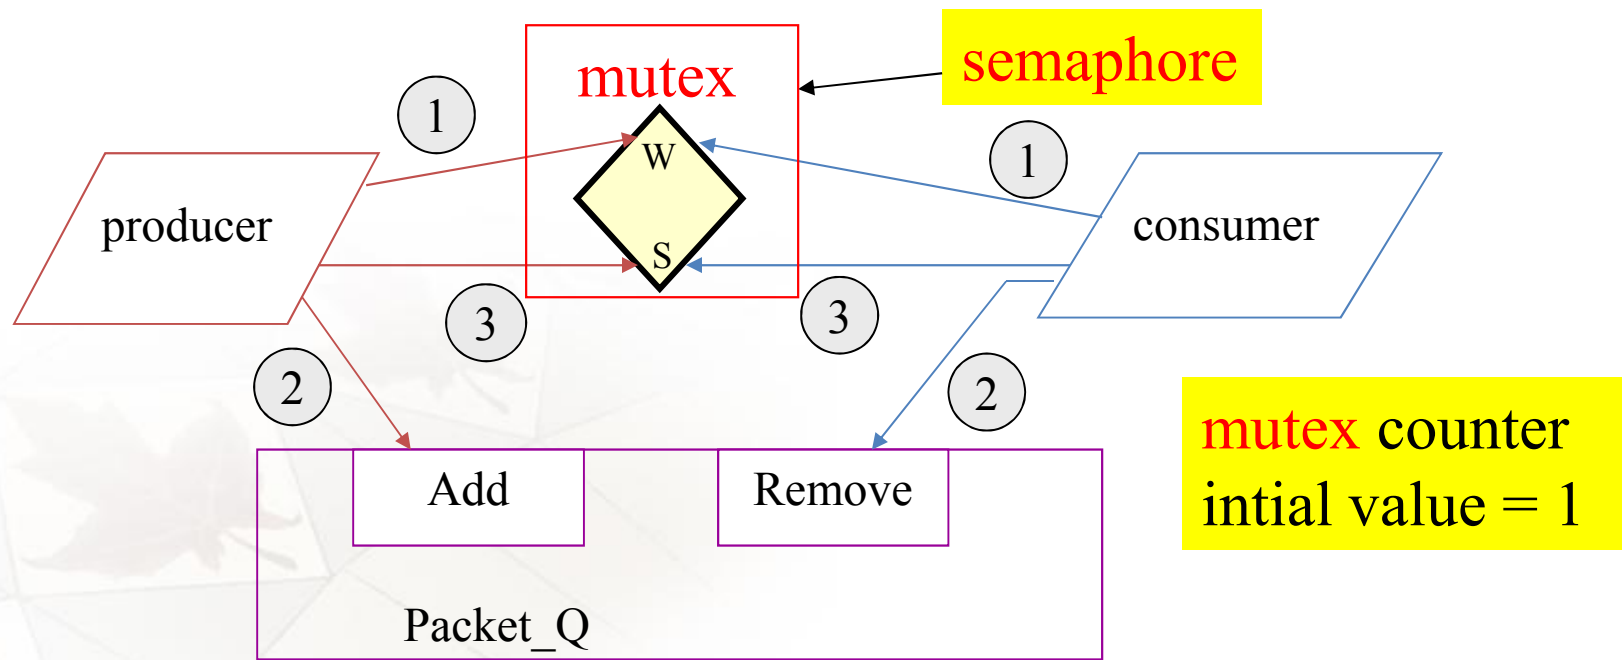 semaphore
mutex
1
W
1
producer
consumer
S
3
3
2
2
mutex counter
intial value = 1
Add
Remove
Packet_Q